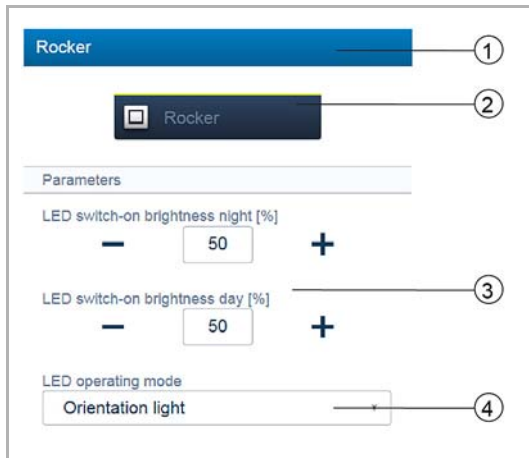 Rocker
1
Rocker
2
Parameters
LED switch-on brightness night [%]
− 50 +
3
LED switch-on brightness day [%]
− 50 +
LED operating mode
Orientation light
4